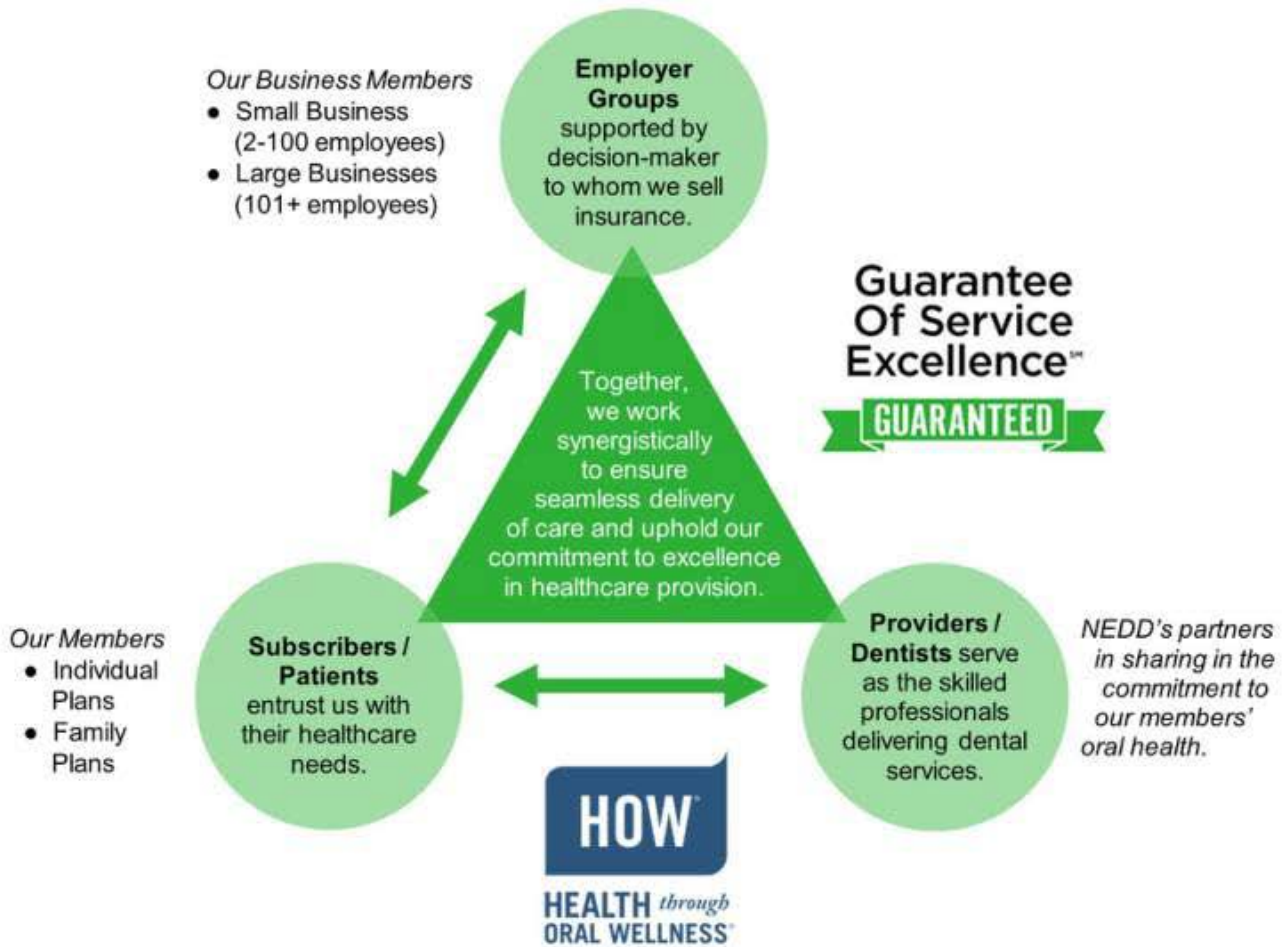 Our Business Members
● Small Business
(2-100 employees)
● Large Businesses
(101+ employees)
Employer
Groups
supported by
decision-maker
to whom we sell
insurance.
Guarantee
Of Service
Excellence℠
GUARANTEED
Together,
we work
synergistically
to ensure
seamless delivery
of care and uphold our
commitment to excellence
in healthcare provision.
Our Members
● Individual
Plans
● Family
Plans
Subscribers /
Patients
entrust us with
their healthcare
needs.
Providers /
Dentists serve
as the skilled
professionals
delivering dental
services.
NEDD's partners
in sharing in the
commitment to
our members'
oral health.
HOW
HEALTH through
ORAL WELLNESS